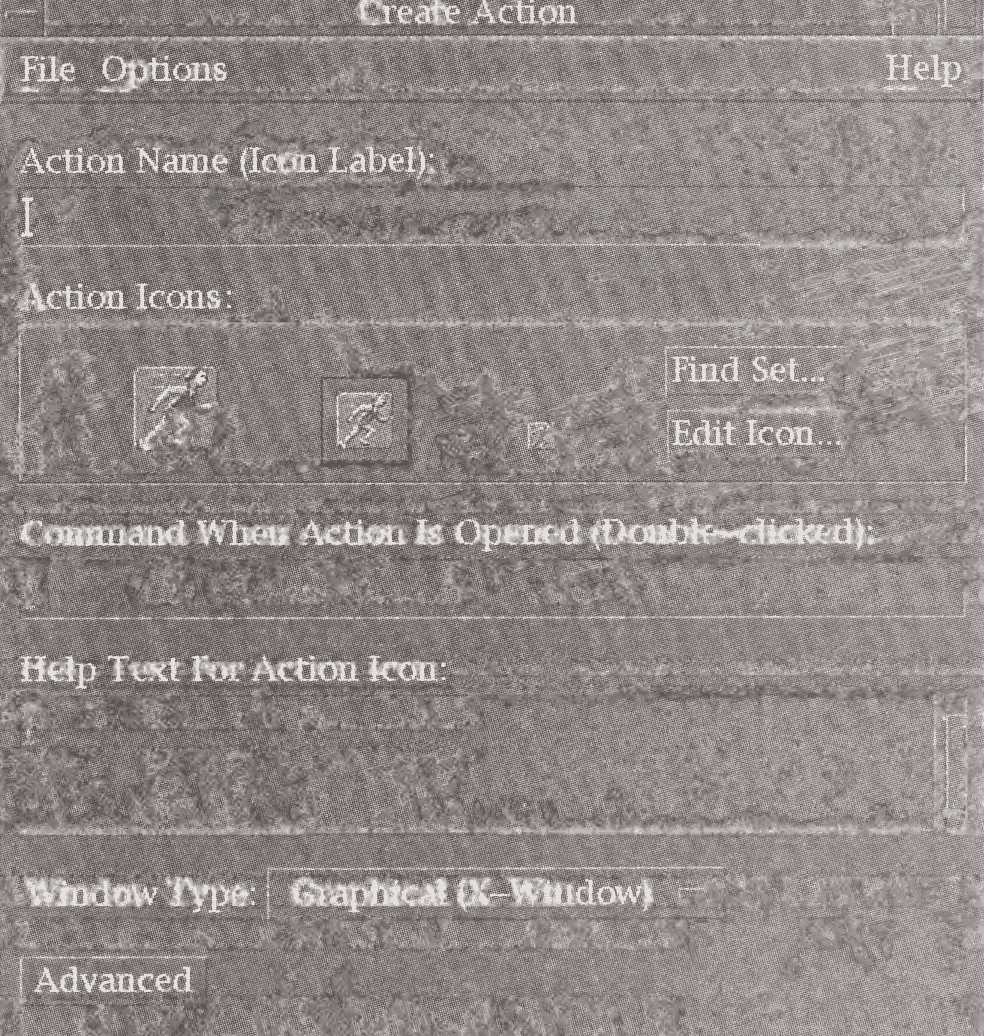 Create Action
File Options Help
Action Name (Icon Label):
Action Icons:
Find Set...
Edit Icon...
Command When Action Is Opened (Double-clicked):
Help Text For Action Icon:
Window Type: Graphical (X-Window)
Advanced